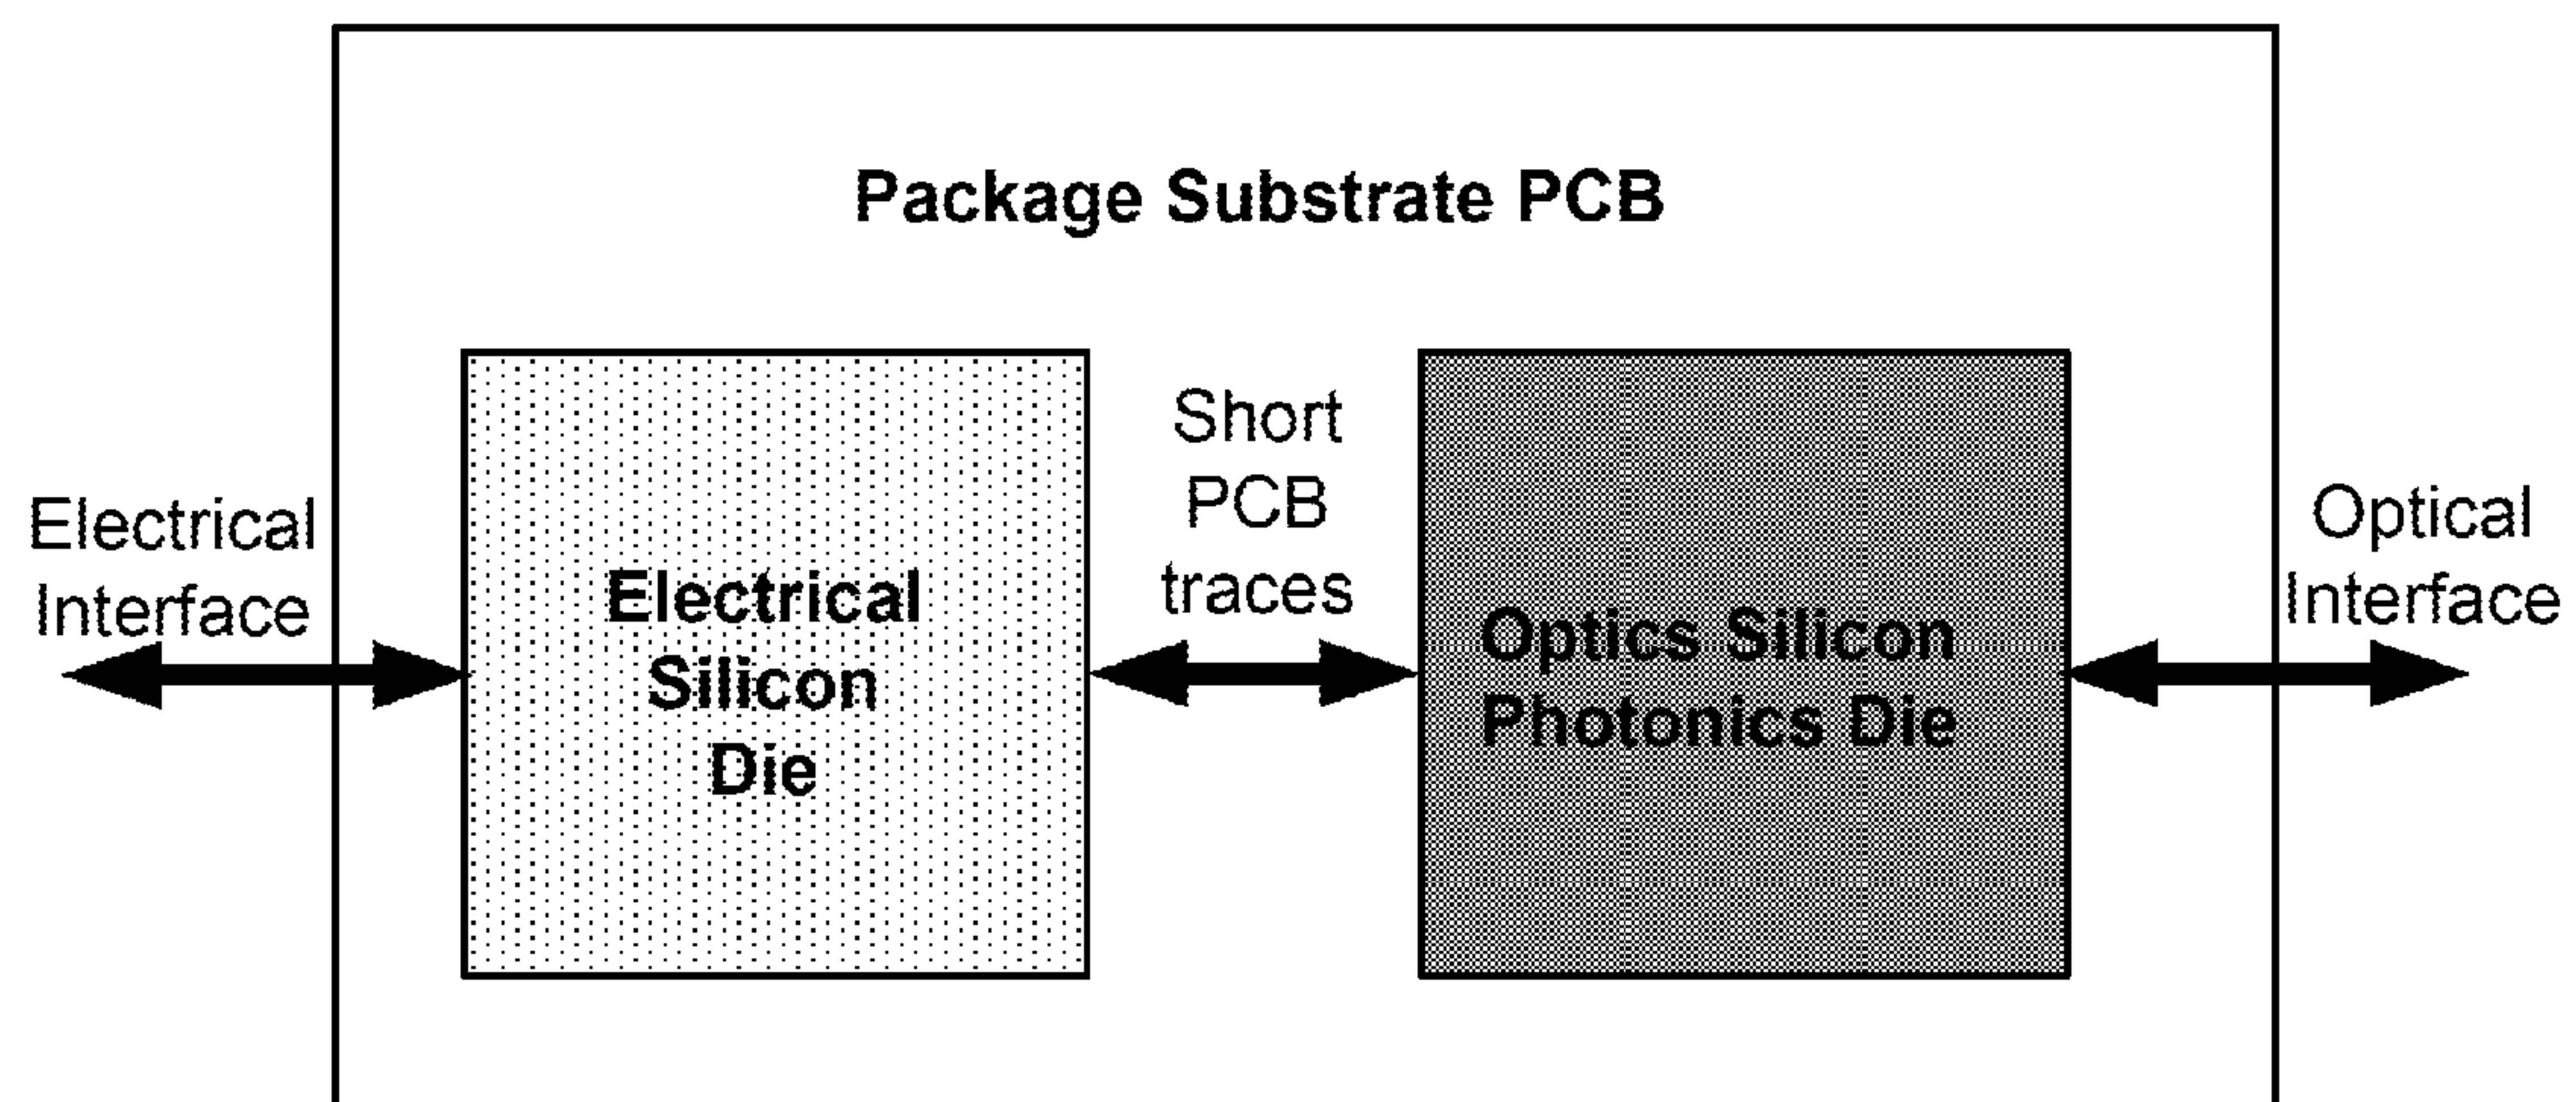 Package Substrate PCB
Electrical
Interface
Electrical
Silicon
Die
Short
PCB
traces
Optics Silicon
Photonics Die
Optical
Interface